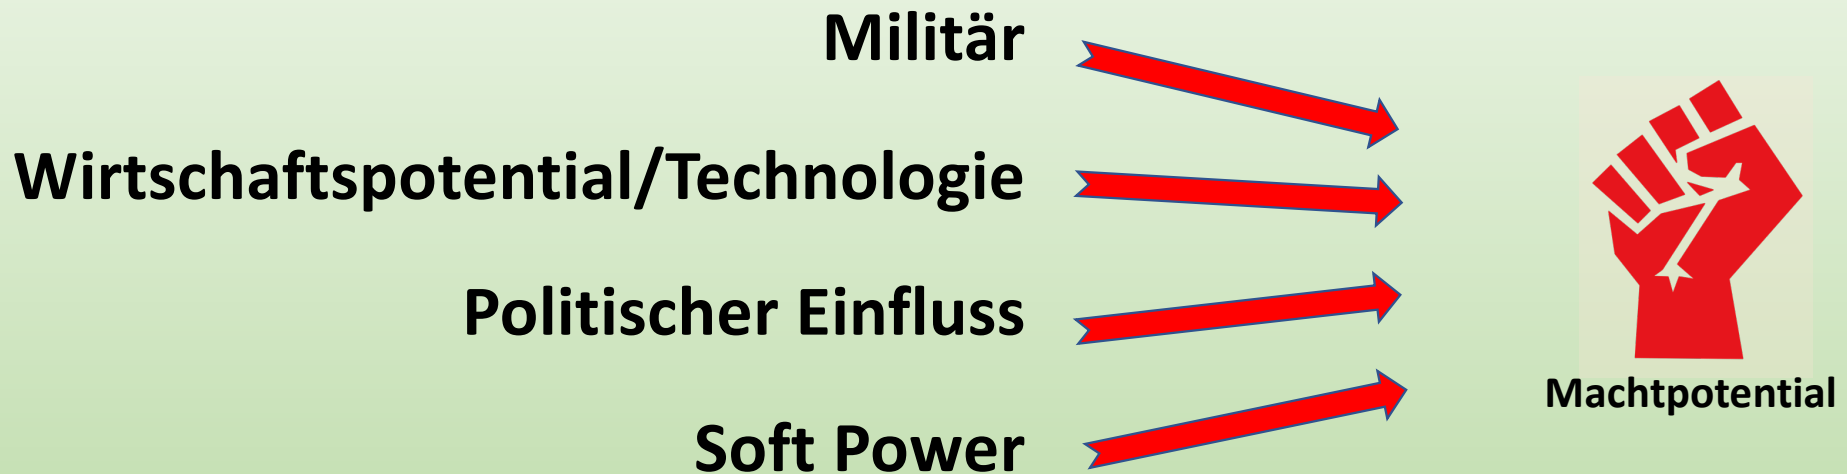 Militär
Wirtschaftspotential/Technologie
Politischer Einfluss
Soft Power
Machtpotential